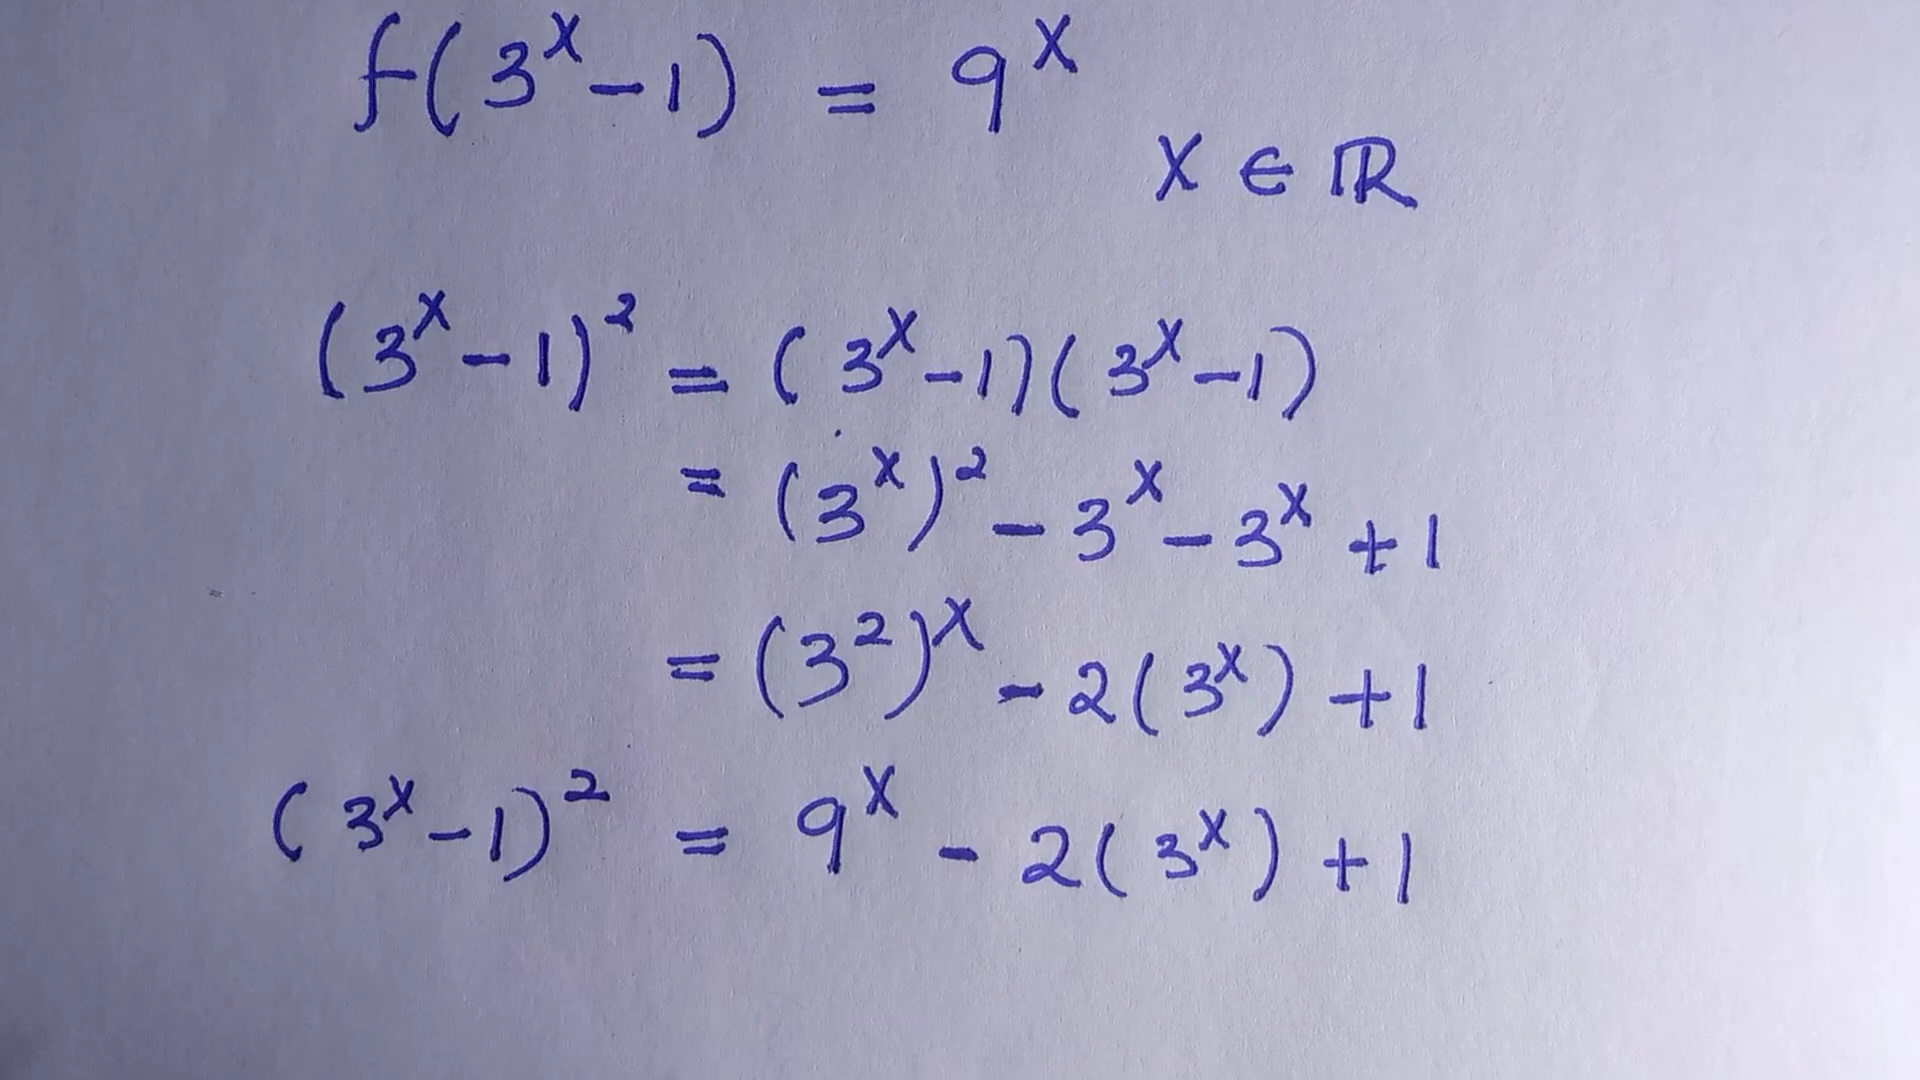 f(3^x - 1) = 9^x
x ∈ ℝ
(3^x - 1)^2 = (3^x - 1)(3^x - 1)
= (3^x)^2 - 3^x - 3^x + 1
= (3^2)^x - 2(3^x) + 1
(3^x - 1)^2 = 9^x - 2(3^x) + 1